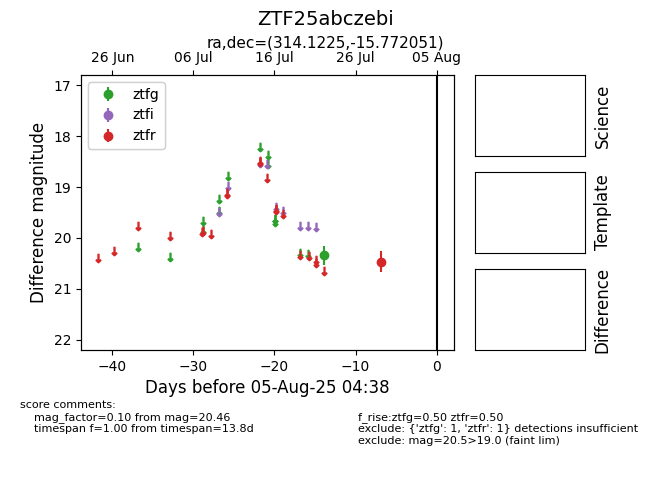 ZTF25abczebi
ra,dec=(314.1225,-15.772051)
26 Jun 06 Jul 16 Jul 26 Jul 05 Aug
17
18
19
20
21
22
Difference magnitude
ztfg
ztfi
ztfr
−40 −30 −20 −10 0
Days before 05-Aug-25 04:38
Science
Template
Difference
score comments:
mag_factor=0.10 from mag=20.46
timespan f=1.00 from timespan=13.8d
f_rise:ztfg=0.50 ztfr=0.50
exclude: {'ztfg': 1, 'ztfr': 1} detections insufficient
exclude: mag=20.5>19.0 (faint lim)